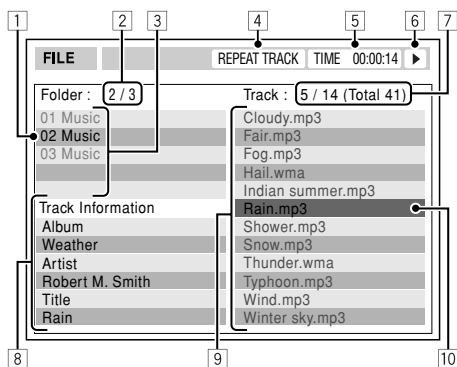 1 2 3 4 5 6 7
FILE REPEAT TRACK TIME 00:00:14
Folder : 2 / 3 Track : 5 / 14 (Total 41)
01 Music
02 Music
03 Music
Track Information
Album
Weather
Artist
Robert M. Smith
Title
Rain
Cloudy.mp3
Fair.mp3
Fog.mp3
Hail.wma
Indian summer.mp3
Rain.mp3
Shower.mp3
Snow.mp3
Thunder.wma
Typhoon.mp3
Wind.mp3
Winter sky.mp3
8 9 10